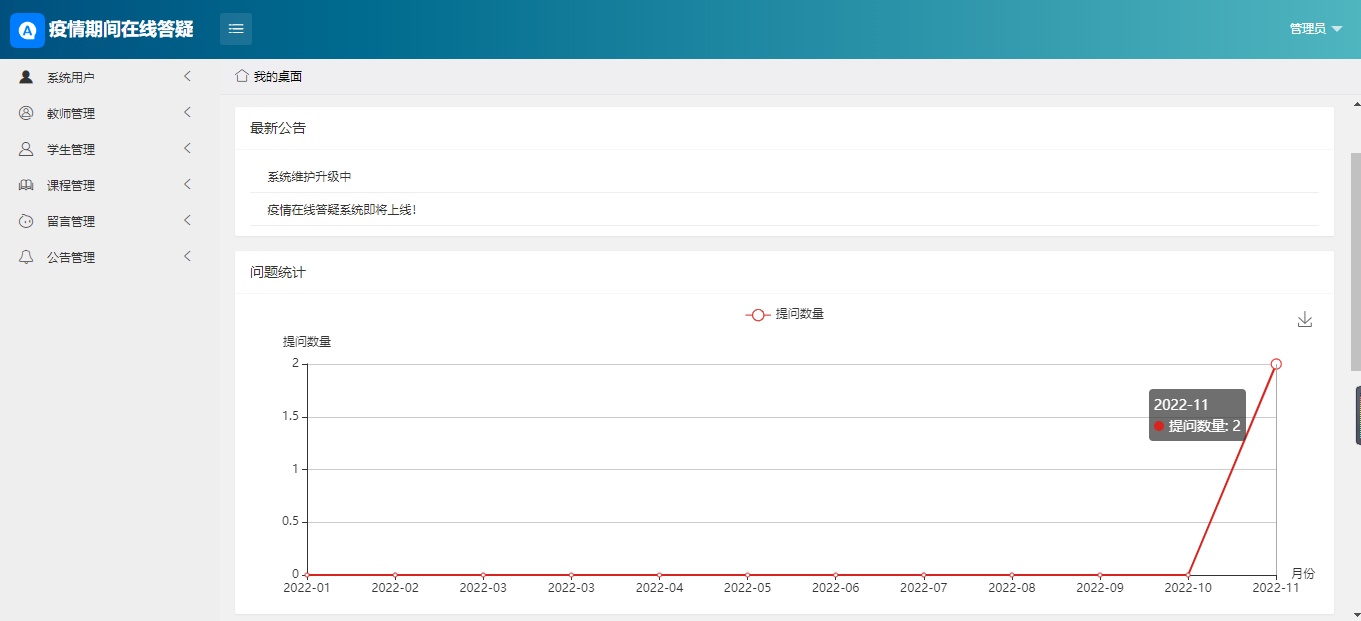 疫情期间在线答疑
管理员
系统用户
教师管理
学生管理
课程管理
留言管理
公告管理
我的桌面
最新公告
系统维护升级中
疫情在线答疑系统即将上线!
问题统计
提问数量
提问数量
2
1.5
1
0.5
0
2022-11
提问数量: 2
2022-01 2022-02 2022-03 2022-03 2022-04 2022-05 2022-06 2022-07 2022-08 2022-09 2022-10 2022-11
月份